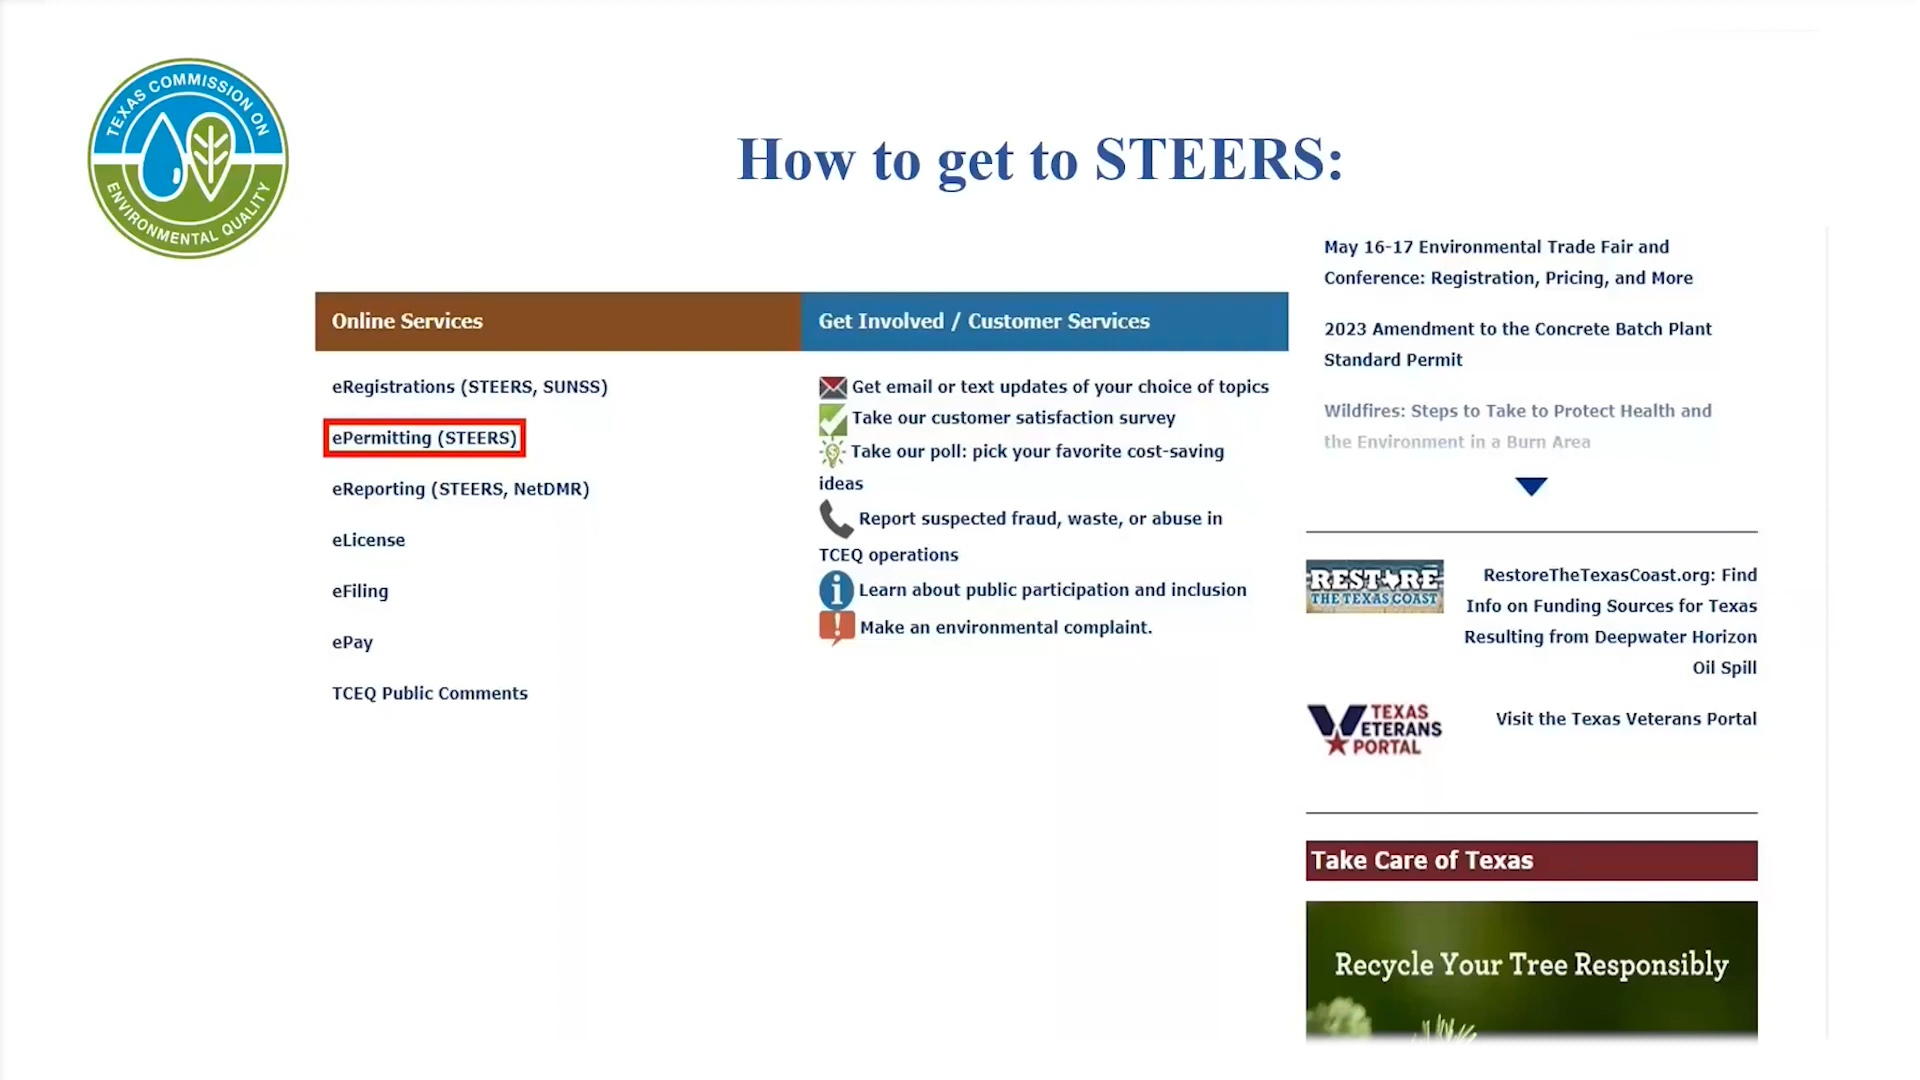 TEXAS COMMISSION ON
ENVIRONMENTAL QUALITY
How to get to STEERS:
Online Services
eRegistrations (STEERS, SUNSS)
ePermitting (STEERS)
eReporting (STEERS, NetDMR)
eLicense
eFiling
ePay
TCEQ Public Comments
Get Involved / Customer Services
Get email or text updates of your choice of topics
Take our customer satisfaction survey
Take our poll: pick your favorite cost-saving
ideas
Report suspected fraud, waste, or abuse in
TCEQ operations
Learn about public participation and inclusion
Make an environmental complaint.
May 16-17 Environmental Trade Fair and
Conference: Registration, Pricing, and More
2023 Amendment to the Concrete Batch Plant
Standard Permit
Wildfires: Steps to Take to Protect Health and
the Environment in a Burn Area
RESTORE
THE TEXAS COAST
RestoreTheTexasCoast.org: Find
Info on Funding Sources for Texas
Resulting from Deepwater Horizon
Oil Spill
TEXAS
VETERANS
PORTAL
Visit the Texas Veterans Portal
Take Care of Texas
Recycle Your Tree Responsibly